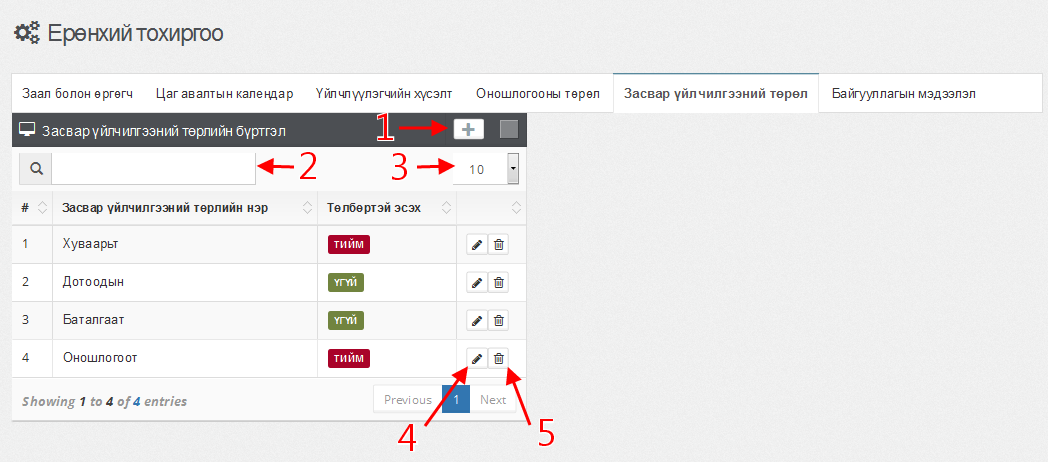 Ерөнхий тохиргоо
Заал болон өргөгч Цаг авалтын календар Үйлчлүүлэгчийн хүсэлт Оношлогооны төрөл Засвар үйлчилгээний төрөл Байгууллагын мэдээлэл
Засвар үйлчилгээний төрлийн бүртгэл 1
2 3 10
# Засвар үйлчилгээний төрлийн нэр Төлбөртэй эсэх
1 Хуваарьт ТИЙМ
2 Дотоодын ҮГҮЙ
3 Баталгаат ҮГҮЙ
4 Оношлогоот ТИЙМ
Showing 1 to 4 of 4 entries Previous 1 Next
4 5